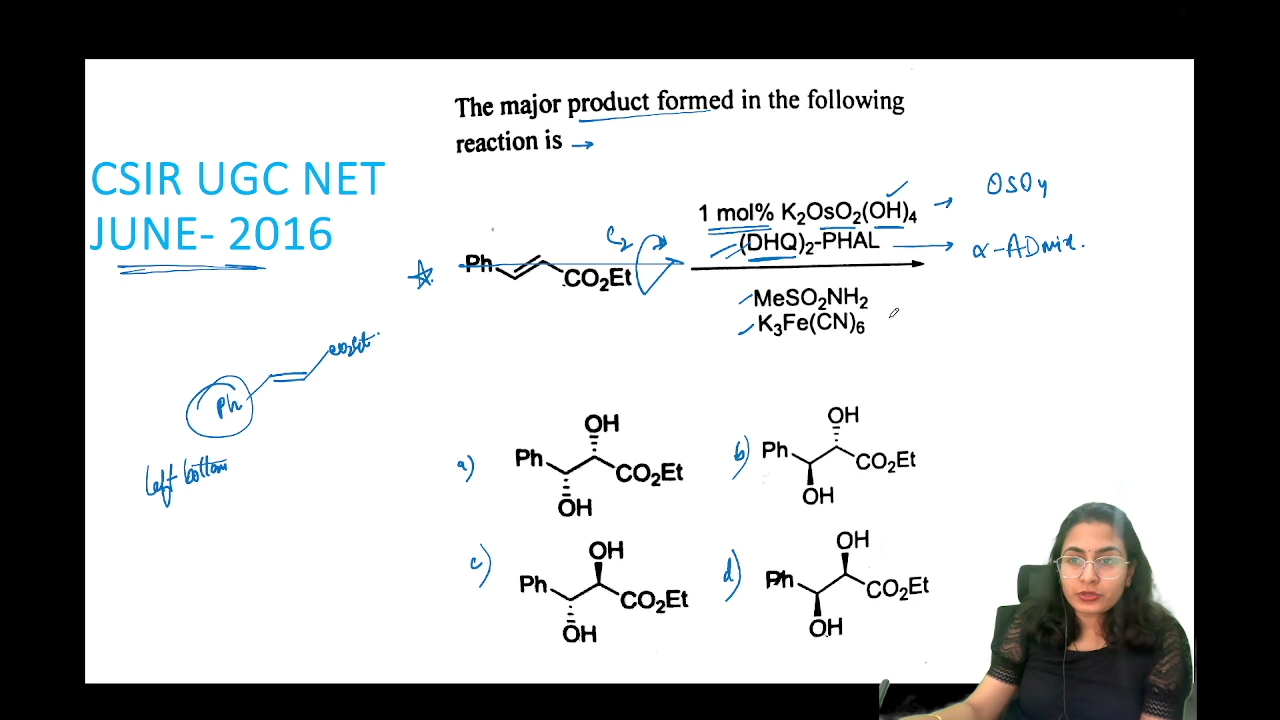 The major product formed in the following
reaction is →
CSIR UGC NET
JUNE- 2016
1 mol% K₂OsO₂(OH)₄ → OsO₄
(DHQ)₂-PHAL → α-ADmix.
Ph CO₂Et C₂
MeSO₂NH₂
K₃Fe(CN)₆
Ph
left bottom
a) Ph OH OH CO₂Et
b) Ph OH OH CO₂Et
c) Ph OH OH CO₂Et
d) Ph OH OH CO₂Et